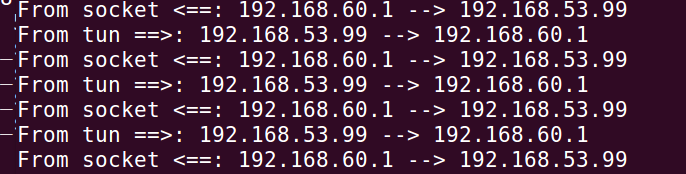 From socket <==: 192.168.60.1 --> 192.168.53.99
From tun ==>: 192.168.53.99 --> 192.168.60.1
From socket <==: 192.168.60.1 --> 192.168.53.99
From tun ==>: 192.168.53.99 --> 192.168.60.1
From socket <==: 192.168.60.1 --> 192.168.53.99
From tun ==>: 192.168.53.99 --> 192.168.60.1
From socket <==: 192.168.60.1 --> 192.168.53.99